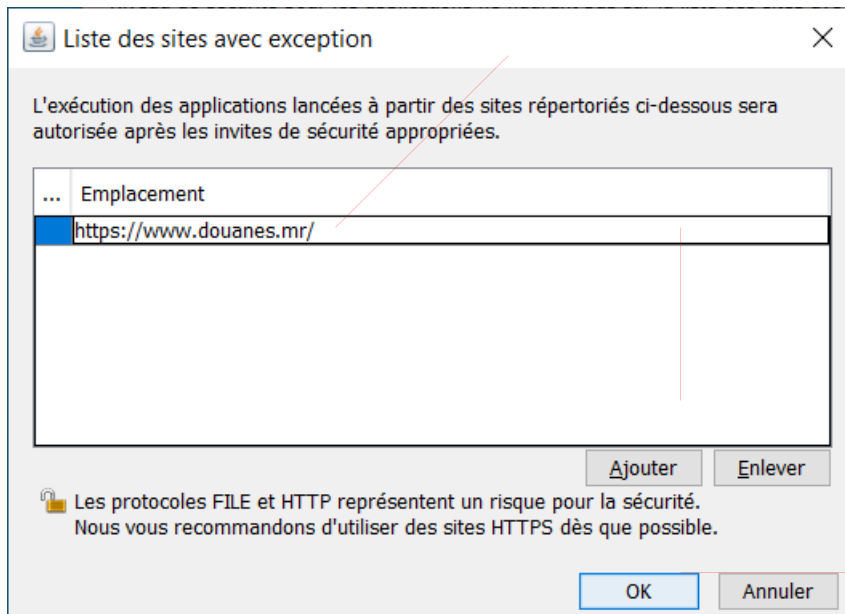 Liste des sites avec exception
L'exécution des applications lancées à partir des sites répertoriés ci-dessous sera
autorisée après les invites de sécurité appropriées.
... Emplacement
https://www.douanes.mr/
Ajouter Enlever
Les protocoles FILE et HTTP représentent un risque pour la sécurité.
Nous vous recommandons d'utiliser des sites HTTPS dès que possible.
OK Annuler